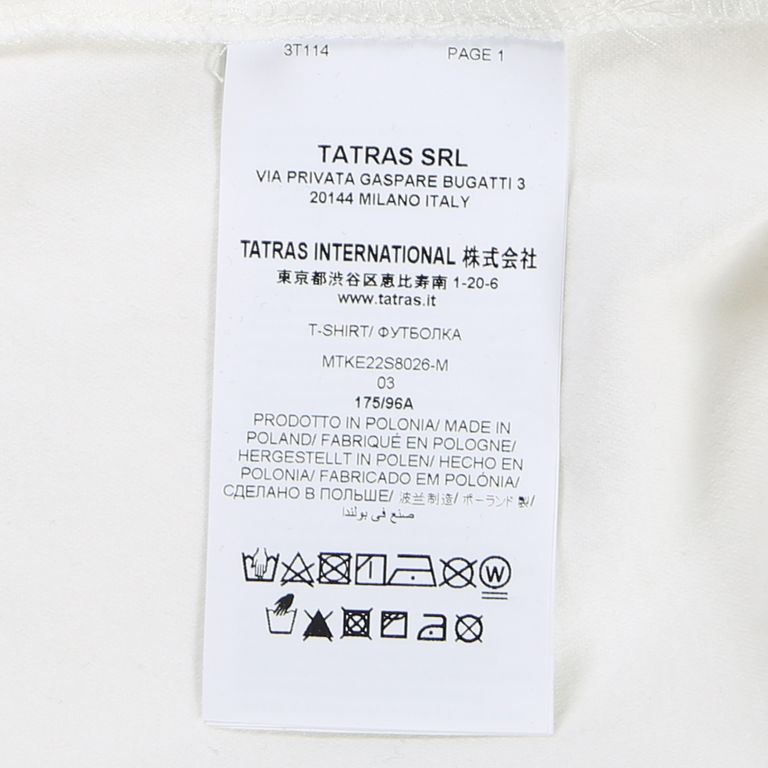 3T114 PAGE 1
TATRAS SRL
VIA PRIVATA GASPARE BUGATTI 3
20144 MILANO ITALY
TATRAS INTERNATIONAL 株式会社
東京都渋谷区恵比寿南 1-20-6
www.tatras.it
T-SHIRT/ ФУТБОЛКА
MTKE22S8026-M
03
175/96A
PRODOTTO IN POLONIA/ MADE IN
POLAND/ FABRIQUÉ EN POLOGNE/
HERGESTELLT IN POLEN/ HECHO EN
POLONIA/ FABRICADO EM POLÓNIA/
СДЕЛАНО В ПОЛЬШЕ/ 波兰制造/ ポーランド 製/
صنع في بولندا
W